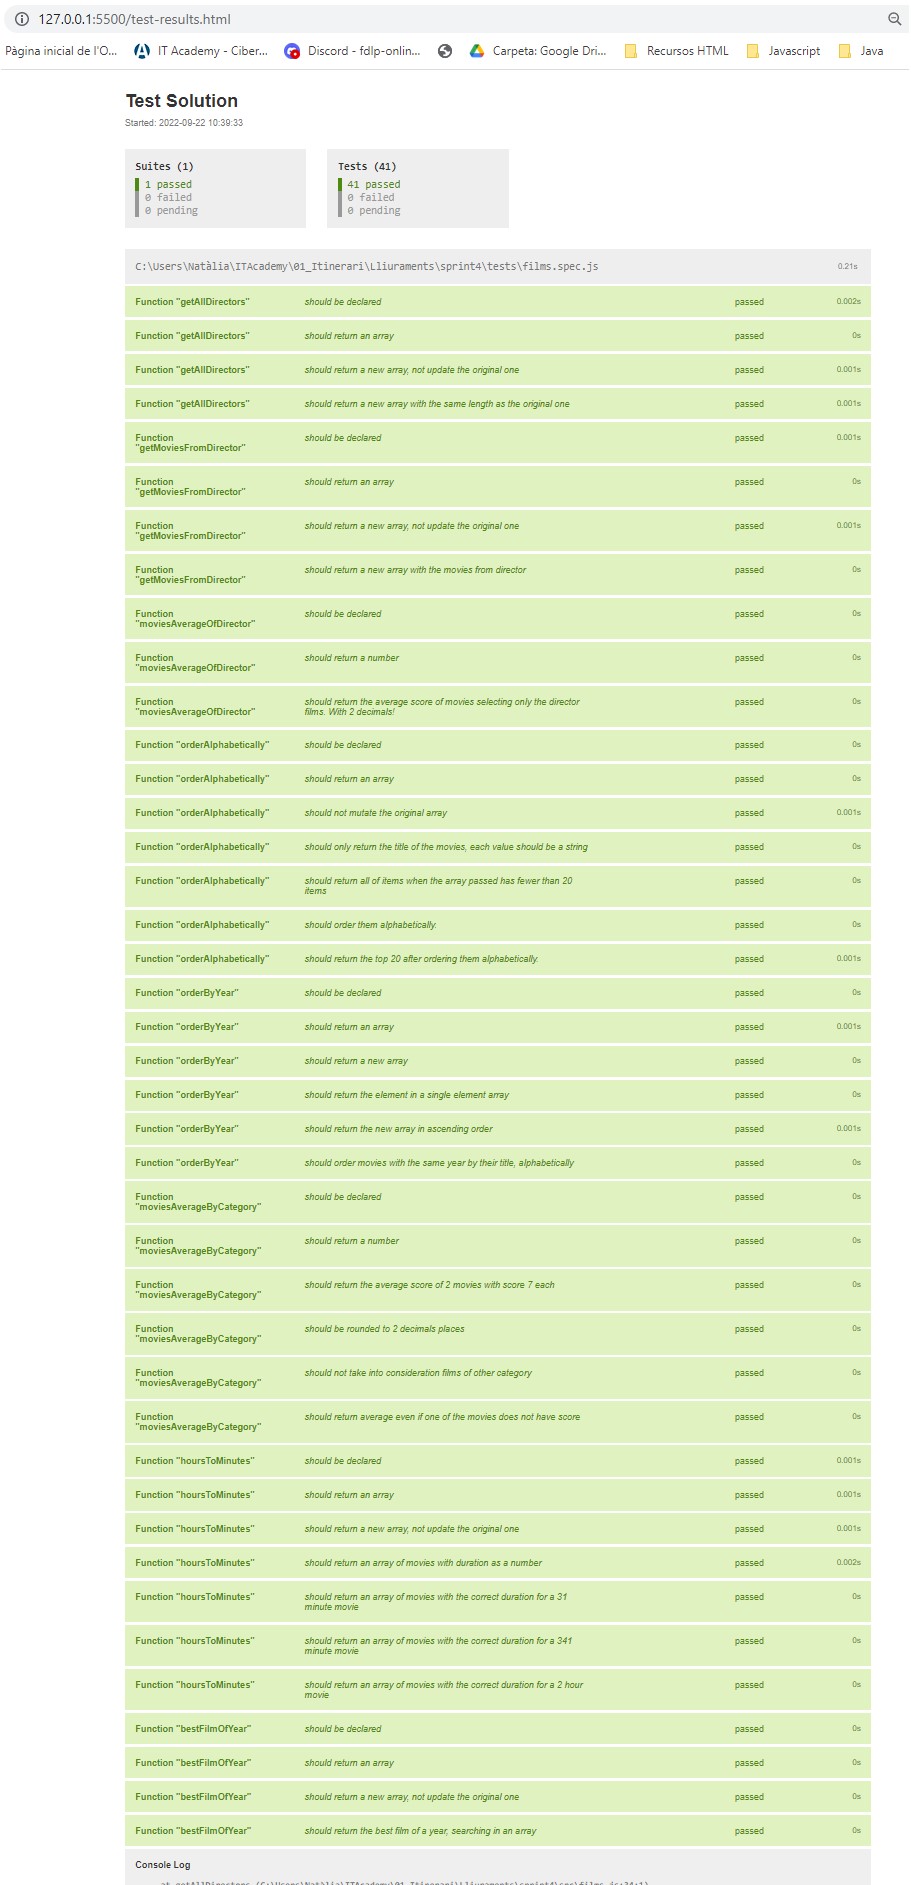 127.0.0.1:5500/test-results.html
Pàgina inicial de l'O... IT Academy - Ciber... Discord - fdlp-onlin... Carpeta: Google Dri... Recursos HTML Javascript Java
Test Solution
Started: 2022-09-22 10:39:33
Suites (1)
1 passed
0 failed
0 pending
Tests (41)
41 passed
0 failed
0 pending
C:\Users\Natàlia\ITAcademy\01_Itinerari\Lliuraments\sprint4\tests\films.spec.js 0.21s
Function "getAllDirectors" should be declared passed 0.002s
Function "getAllDirectors" should return an array passed 0s
Function "getAllDirectors" should return a new array, not update the original one passed 0.001s
Function "getAllDirectors" should return a new array with the same length as the original one passed 0.001s
Function should be declared passed 0.001s
"getMoviesFromDirector"
Function should return an array passed 0s
"getMoviesFromDirector"
Function should return a new array, not update the original one passed 0.001s
"getMoviesFromDirector"
Function should return a new array with the movies from director passed 0s
"getMoviesFromDirector"
Function should be declared passed 0s
"moviesAverageOfDirector"
Function should return a number passed 0s
"moviesAverageOfDirector"
Function should return the average score of movies selecting only the director passed 0s
"moviesAverageOfDirector" films. With 2 decimals!
Function "orderAlphabetically" should be declared passed 0s
Function "orderAlphabetically" should return an array passed 0s
Function "orderAlphabetically" should not mutate the original array passed 0.001s
Function "orderAlphabetically" should only return the title of the movies, each value should be a string passed 0s
Function "orderAlphabetically" should return all of items when the array passed has fewer than 20 passed 0s
items
Function "orderAlphabetically" should order them alphabetically. passed 0s
Function "orderAlphabetically" should return the top 20 after ordering them alphabetically. passed 0.001s
Function "orderByYear" should be declared passed 0s
Function "orderByYear" should return an array passed 0.001s
Function "orderByYear" should return a new array passed 0s
Function "orderByYear" should return the element in a single element array passed 0s
Function "orderByYear" should return the new array in ascending order passed 0.001s
Function "orderByYear" should order movies with the same year by their title, alphabetically passed 0s
Function should be declared passed 0s
"moviesAverageByCategory"
Function should return a number passed 0s
"moviesAverageByCategory"
Function should return the average score of 2 movies with score 7 each passed 0s
"moviesAverageByCategory"
Function should be rounded to 2 decimals places passed 0s
"moviesAverageByCategory"
Function should not take into consideration films of other category passed 0s
"moviesAverageByCategory"
Function should return average even if one of the movies does not have score passed 0s
"moviesAverageByCategory"
Function "hoursToMinutes" should be declared passed 0.001s
Function "hoursToMinutes" should return an array passed 0.001s
Function "hoursToMinutes" should return a new array, not update the original one passed 0.001s
Function "hoursToMinutes" should return an array of movies with duration as a number passed 0.002s
Function "hoursToMinutes" should return an array of movies with the correct duration for a 31 passed 0s
minute movie
Function "hoursToMinutes" should return an array of movies with the correct duration for a 341 passed 0s
minute movie
Function "hoursToMinutes" should return an array of movies with the correct duration for a 2 hour passed 0s
movie
Function "bestFilmOfYear" should be declared passed 0s
Function "bestFilmOfYear" should return an array passed 0s
Function "bestFilmOfYear" should return a new array, not update the original one passed 0s
Function "bestFilmOfYear" should return the best film of a year, searching in an array passed 0s
Console Log
at getAllDirectors (C:\Users\Natàlia\ITAcademy\01_Itinerari\Lliuraments\sprint4\src\films.js:34:1)